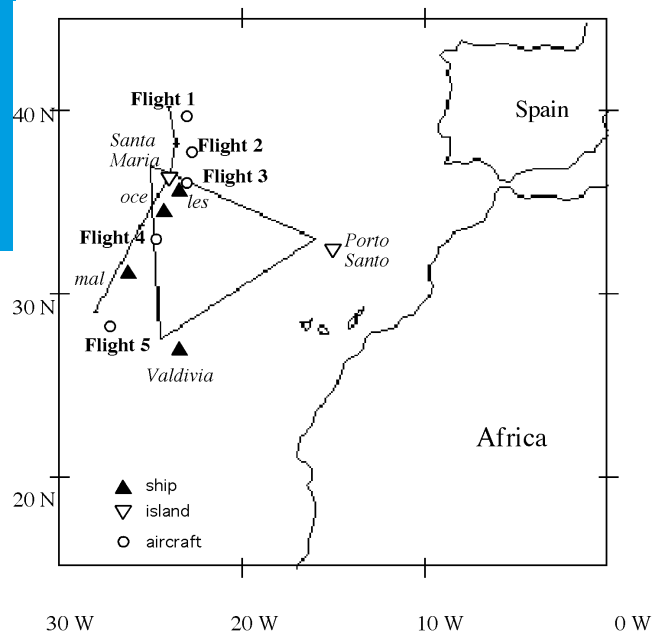 Flight 1
40 N
Spain
Santa
Maria
Flight 2
Flight 3
oce
les
Flight 4
Porto
Santo
mal
30 N
Flight 5
Valdivia
Africa
ship
20 N
island
aircraft
30 W
20 W
10 W
0 W